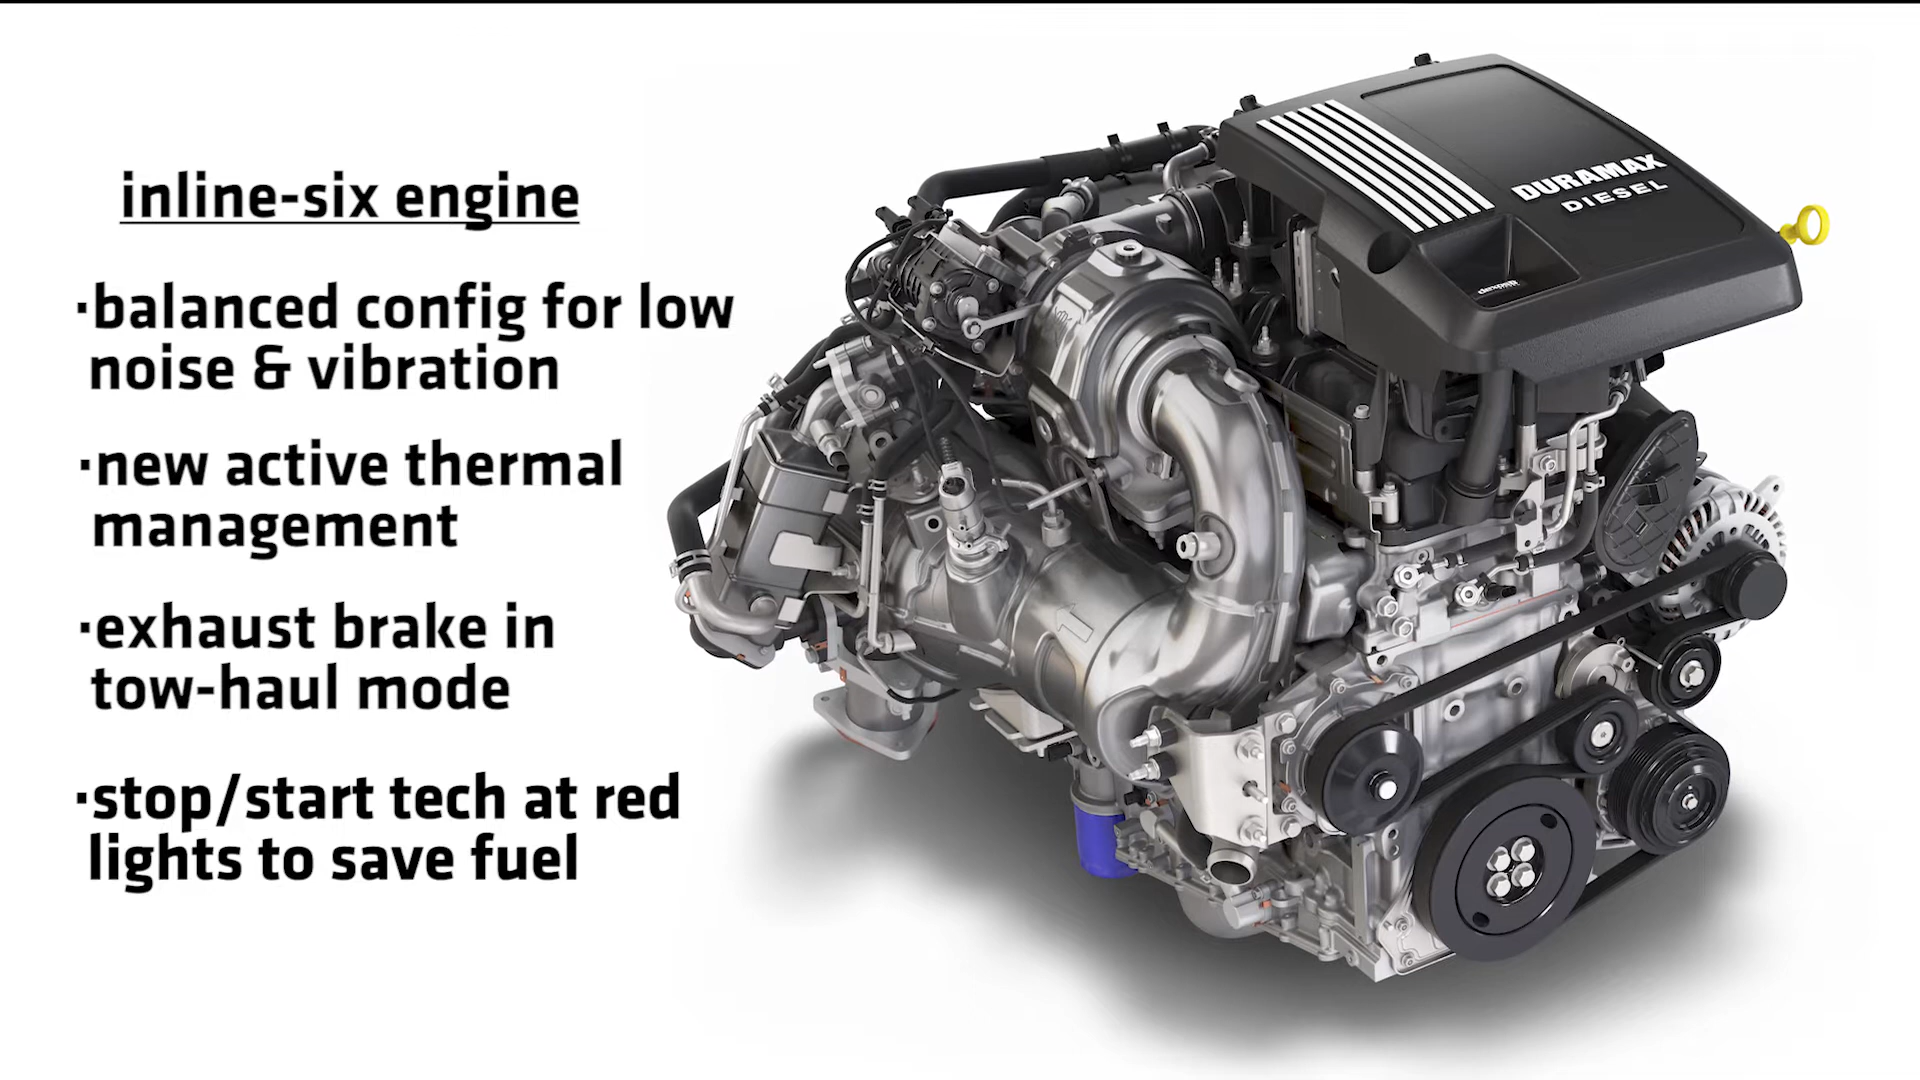 inline-six engine
·balanced config for low
noise & vibration
·new active thermal
management
·exhaust brake in
tow-haul mode
·stop/start tech at red
lights to save fuel
DURAMAX
DIESEL